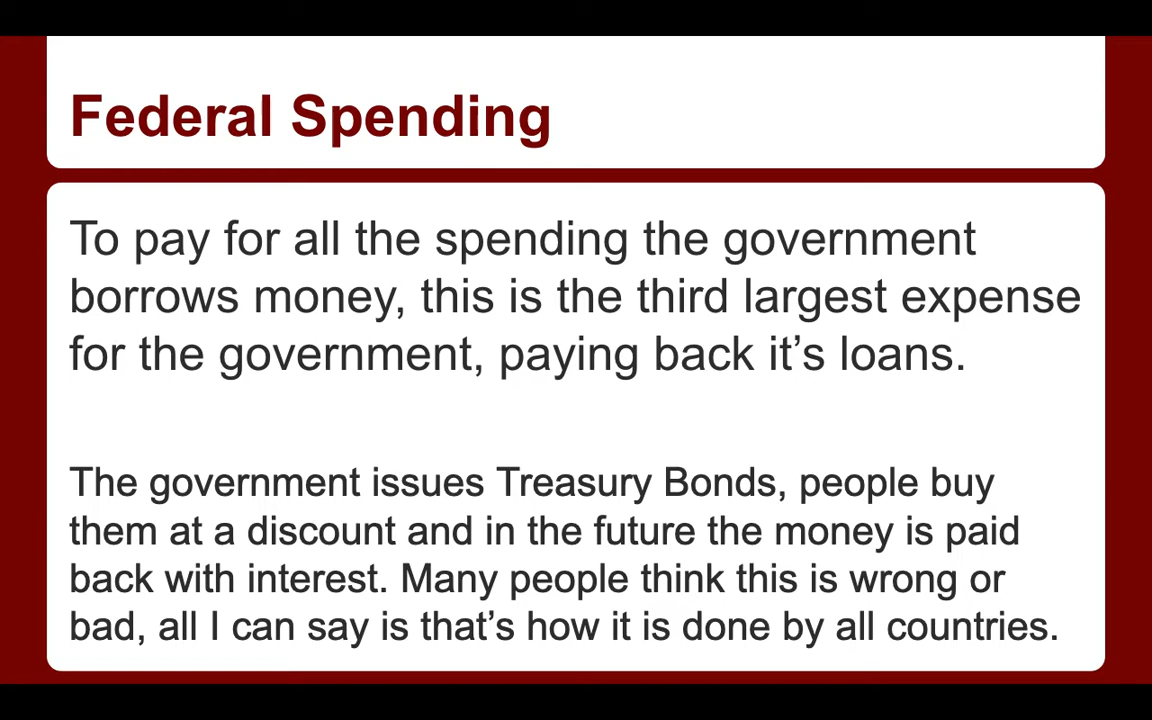 Federal Spending
To pay for all the spending the government
borrows money, this is the third largest expense
for the government, paying back it’s loans.
The government issues Treasury Bonds, people buy
them at a discount and in the future the money is paid
back with interest. Many people think this is wrong or
bad, all I can say is that’s how it is done by all countries.